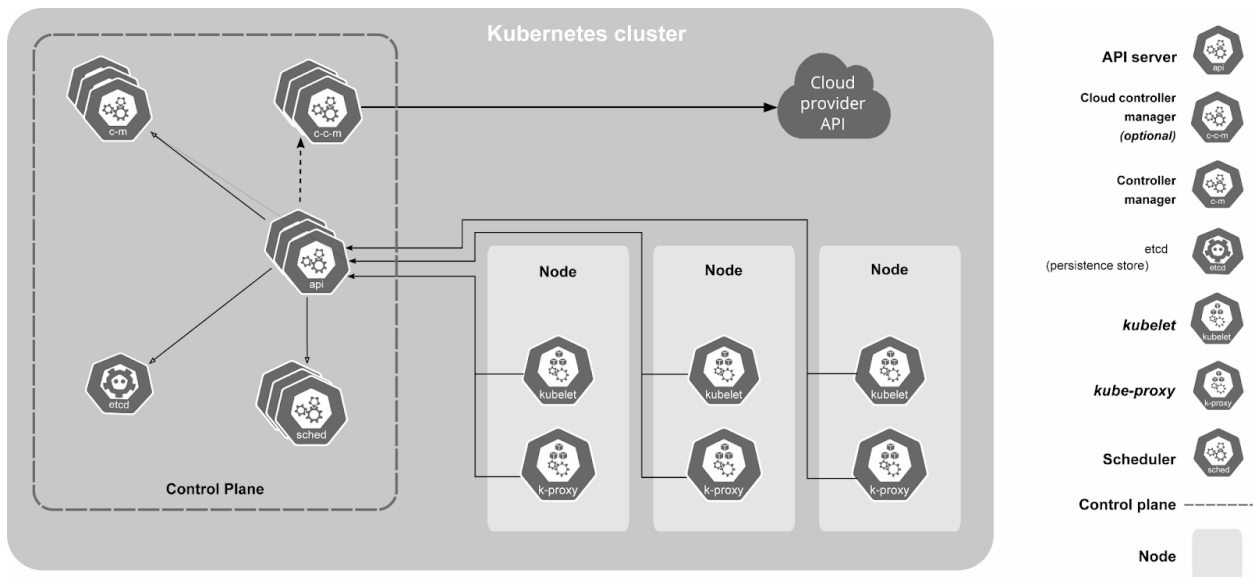 Kubernetes cluster
c-m
c-c-m
Cloud
provider
API
api
etcd
sched
Control Plane
Node
kubelet
k-proxy
Node
kubelet
k-proxy
Node
kubelet
k-proxy
API server
api
Cloud controller
manager
(optional)
c-c-m
Controller
manager
c-m
etcd
(persistence store)
etcd
kubelet
kubelet
kube-proxy
k-proxy
Scheduler
sched
Control plane
Node